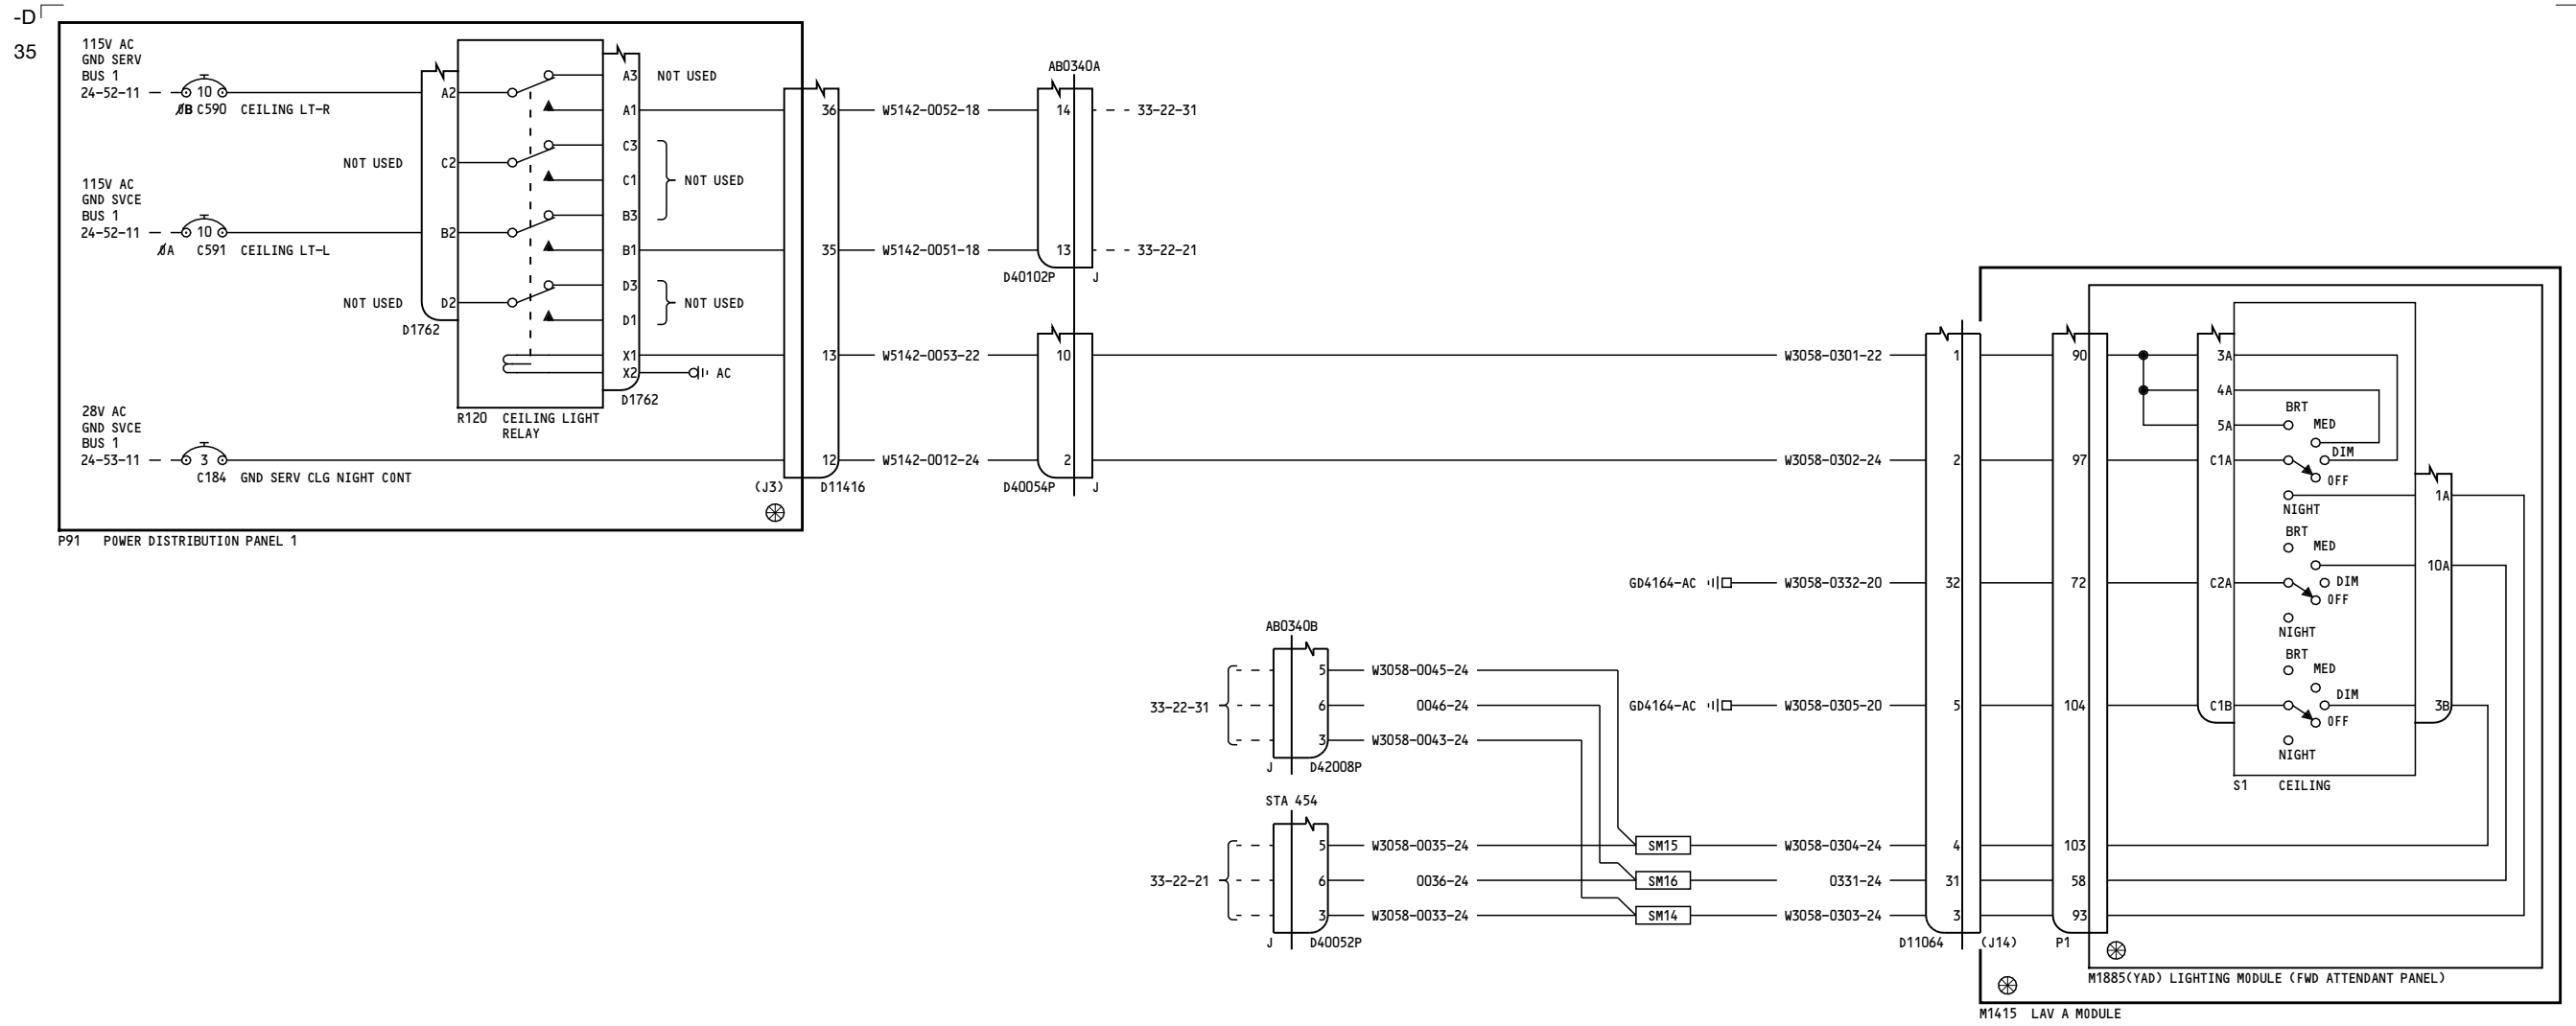 -D
35
115V AC
GND SERV
BUS 1
24-52-11
10
ØB C590 CEILING LT-R
115V AC
GND SVCE
BUS 1
24-52-11
10
ØA C591 CEILING LT-L
28V AC
GND SVCE
BUS 1
24-53-11
3
C184 GND SERV CLG NIGHT CONT
NOT USED
NOT USED
A2
C2
B2
D2
D1762
A3 NOT USED
A1
C3
C1 NOT USED
B3
B1
D3
NOT USED
D1
X1
X2 AC
D1762
R120 CEILING LIGHT
RELAY
P91 POWER DISTRIBUTION PANEL 1
36 W5142-0052-18
35 W5142-0051-18
13 W5142-0053-22
12 W5142-0012-24
(J3) D11416
AB0340A
14 33-22-31
13 33-22-21
D40102P J
10
2
D40054P J
W3058-0301-22 1
W3058-0302-24 2
GD4164-AC W3058-0332-20 32
GD4164-AC W3058-0305-20 5
AB0340B
33-22-31
5 W3058-0045-24
6 0046-24
3 W3058-0043-24
J D42008P
STA 454
33-22-21
5 W3058-0035-24
6 0036-24
3 W3058-0033-24
J D40052P
SM15 W3058-0304-24 4
SM16 0331-24 31
SM14 W3058-0303-24 3
D11064 (J14)
90
97
72
104
103
58
93
P1
3A
4A
5A
C1A
C2A
C1B
BRT
MED
DIM
OFF
NIGHT
BRT
MED
DIM
OFF
NIGHT
BRT
MED
DIM
OFF
NIGHT
1A
10A
3B
S1 CEILING
M1885(YAD) LIGHTING MODULE (FWD ATTENDANT PANEL)
M1415 LAV A MODULE